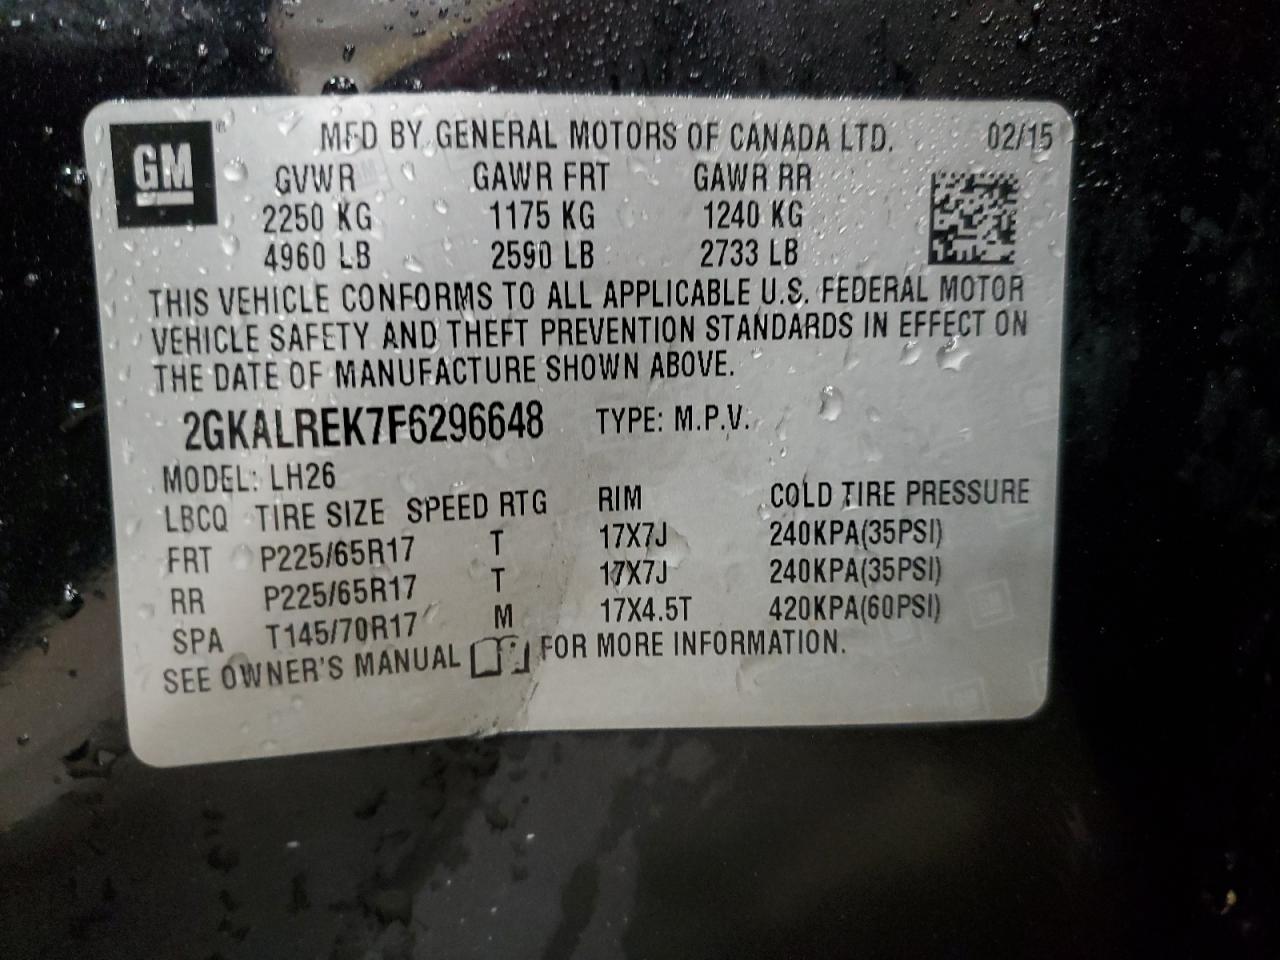 GM
MFD BY GENERAL MOTORS OF CANADA LTD. 02/15
GVWR GAWR FRT GAWR RR
2250 KG 1175 KG 1240 KG
4960 LB 2590 LB 2733 LB
THIS VEHICLE CONFORMS TO ALL APPLICABLE U.S. FEDERAL MOTOR
VEHICLE SAFETY AND THEFT PREVENTION STANDARDS IN EFFECT ON
THE DATE OF MANUFACTURE SHOWN ABOVE.
2GKALREK7F6296648 TYPE: M.P.V.
MODEL: LH26
LBCQ TIRE SIZE SPEED RTG RIM COLD TIRE PRESSURE
FRT P225/65R17 T 17X7J 240KPA(35PSI)
RR P225/65R17 T 17X7J 240KPA(35PSI)
SPA T145/70R17 M 17X4.5T 420KPA(60PSI)
SEE OWNER'S MANUAL FOR MORE INFORMATION.